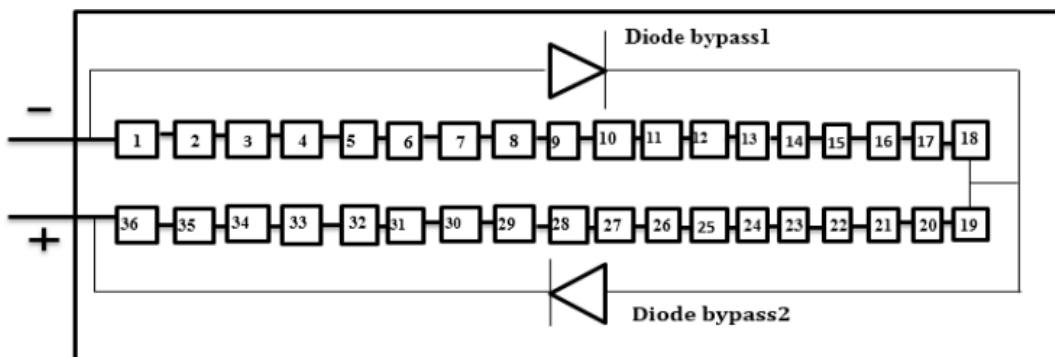 Diode bypass1
−
1 2 3 4 5 6 7 8 9 10 11 12 13 14 15 16 17 18
36 35 34 33 32 31 30 29 28 27 26 25 24 23 22 21 20 19
+
Diode bypass2